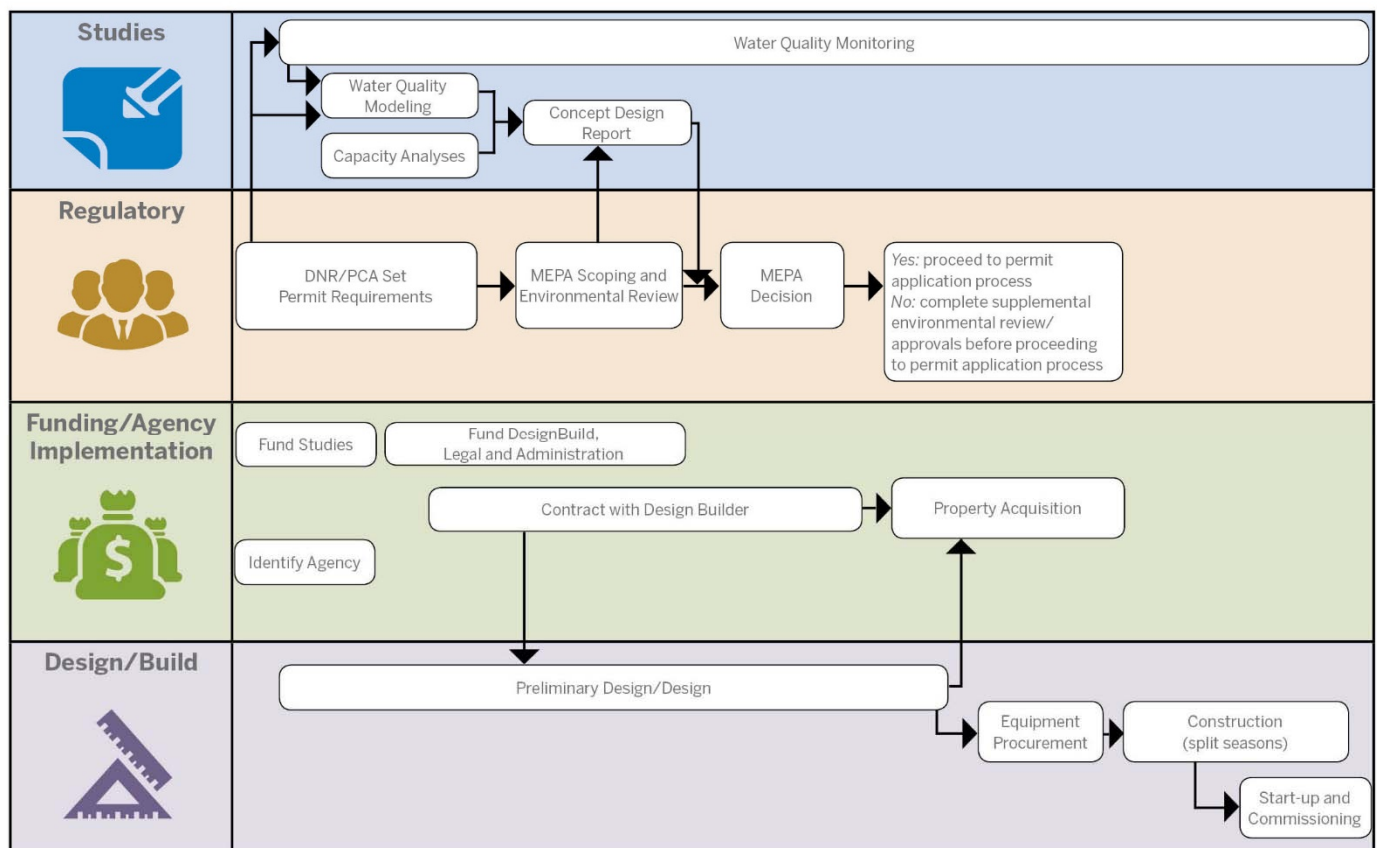 Studies
Water Quality Monitoring
Water Quality
Modeling
Capacity Analyses
Concept Design
Report
Regulatory
DNR/PCA Set
Permit Requirements
MEPA Scoping and
Environmental Review
MEPA
Decision
Yes: proceed to permit
application process
No: complete supplemental
environmental review/
approvals before proceeding
to permit application process
Funding/Agency
Implementation
$
Fund Studies
Fund DesignBuild,
Legal and Administration
Contract with Design Builder
Property Acquisition
Identify Agency
Design/Build
Preliminary Design/Design
Equipment
Procurement
Construction
(split seasons)
Start-up and
Commissioning